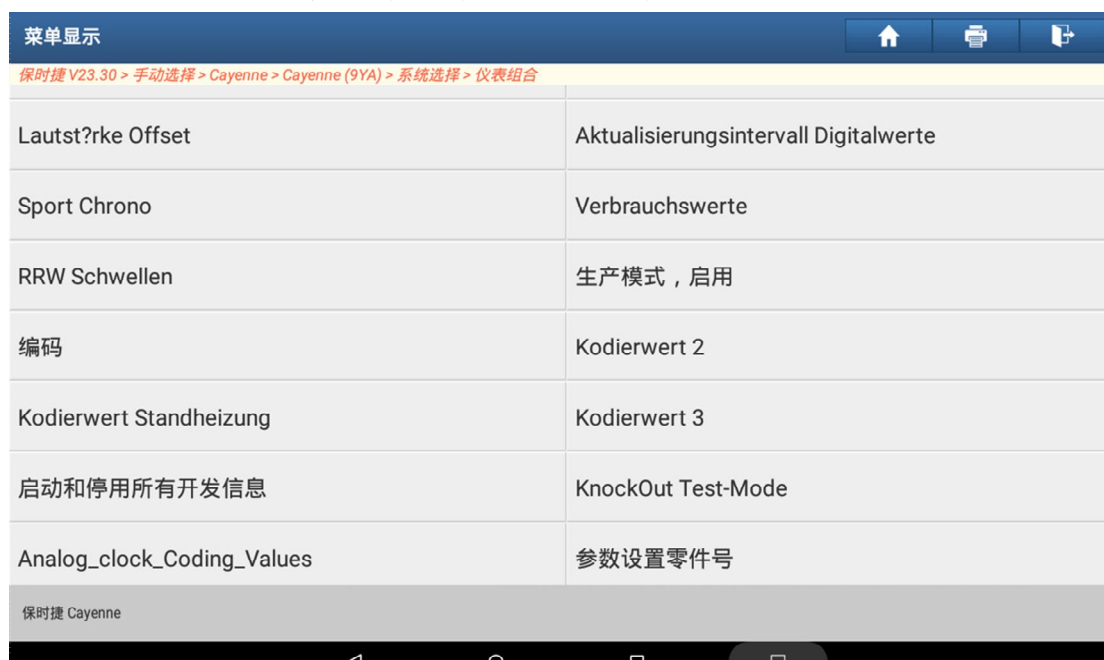 菜单显示
保时捷 V23.30 > 手动选择 > Cayenne > Cayenne (9YA) > 系统选择 > 仪表组合
Lautst?rke Offset
Aktualisierungsintervall Digitalwerte
Sport Chrono
Verbrauchswerte
RRW Schwellen
生产模式，启用
编码
Kodierwert 2
Kodierwert Standheizung
Kodierwert 3
启动和停用所有开发信息
KnockOut Test-Mode
Analog_clock_Coding_Values
参数设置零件号
保时捷 Cayenne